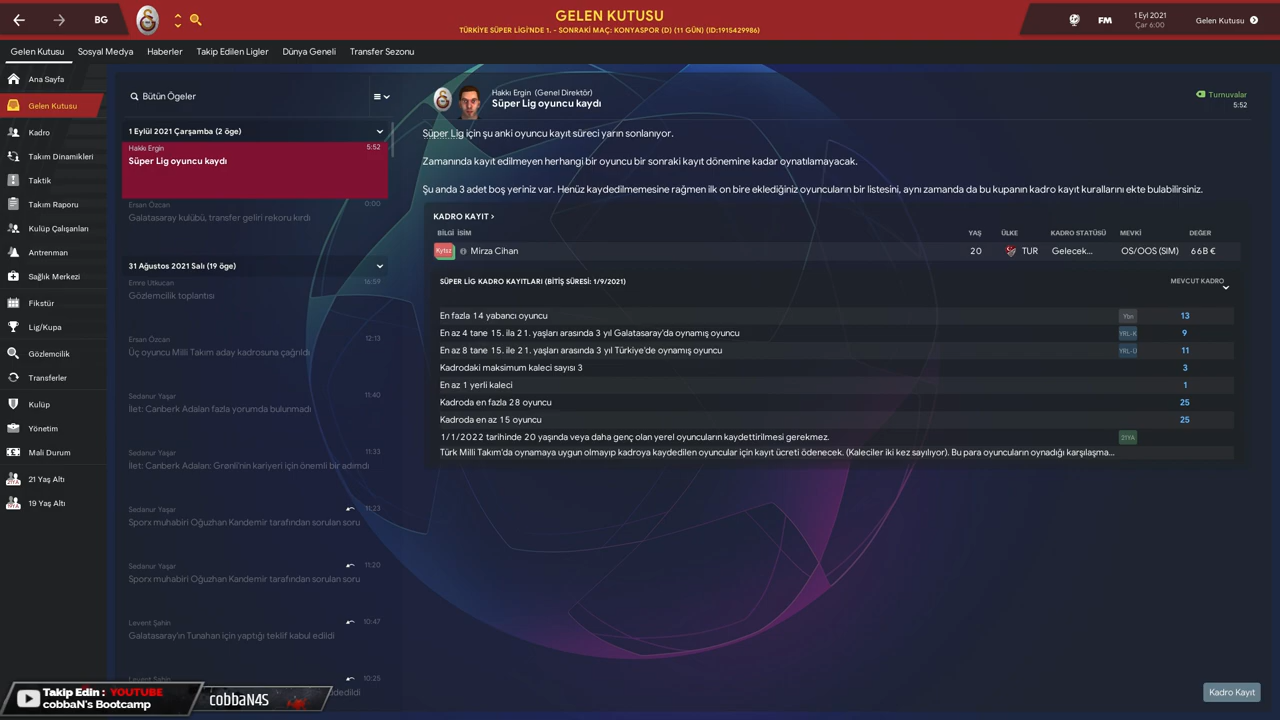 BG
GELEN KUTUSU
TÜRKİYE SÜPER LİGİ'NDE 1. - SONRAKİ MAÇ: KONYASPOR (D) (11 GÜN) (ID:1915429986)
FM
1 Eyl 2021
Çar 6:00
Gelen Kutusu
Gelen Kutusu
Sosyal Medya
Haberler
Takip Edilen Ligler
Dünya Geneli
Transfer Sezonu
Ana Sayfa
Gelen Kutusu
Kadro
Takım Dinamikleri
Taktik
Takım Raporu
Kulüp Çalışanları
Antrenman
Sağlık Merkezi
Fikstür
Lig/Kupa
Gözlemcilik
Transferler
Kulüp
Yönetim
Mali Durum
21 Yaş Altı
19 Yaş Altı
Bütün Ögeler
1 Eylül 2021 Çarşamba (2 öge)
Hakkı Ergin 5:52
Süper Lig oyuncu kaydı
Ersan Özcan 0:00
Galatasaray kulübü, transfer geliri rekoru kırdı
31 Ağustos 2021 Salı (19 öge)
Emre Utkucan 16:59
Gözlemcilik toplantısı
Ersan Özcan 12:13
Üç oyuncu Milli Takım aday kadrosuna çağrıldı
Sedanur Yaşar 11:40
İlet: Canberk Adalan fazla yorumda bulunmadı
Sedanur Yaşar 11:33
İlet: Canberk Adalan: Grønli'nin kariyeri için önemli bir adımdı
Sedanur Yaşar 11:23
Sporx muhabiri Oğuzhan Kandemir tarafından sorulan soru
Sedanur Yaşar 11:20
Sporx muhabiri Oğuzhan Kandemir tarafından sorulan soru
Levent Şahin 10:47
Galatasaray'ın Tunahan için yaptığı teklif kabul edildi
Levent Şahin 10:25
Hakkı Ergin (Genel Direktör)
Süper Lig oyuncu kaydı
Turnuvalar
5:52
Süper Lig için şu anki oyuncu kayıt süreci yarın sonlanıyor.
Zamanında kayıt edilmeyen herhangi bir oyuncu bir sonraki kayıt dönemine kadar oynatılamayacak.
Şu anda 3 adet boş yeriniz var. Henüz kaydedilmemesine rağmen ilk on bire eklediğiniz oyuncuların bir listesini, aynı zamanda da bu kupanın kadro kayıt kurallarını ekte bulabilirsiniz.
KADRO KAYIT >
BİLGİ İSİM YAŞ ÜLKE KADRO STATÜSÜ MEVKİ DEĞER
Kytsz Mirza Cihan 20 TUR Gelecek... OS/OOS (SİM) 66B €
SÜPER LİG KADRO KAYITLARI (BİTİŞ SÜRESİ: 1/9/2021) MEVCUT KADRO
En fazla 14 yabancı oyuncu Ybn 13
En az 4 tane 15. ila 21. yaşları arasında 3 yıl Galatasaray'da oynamış oyuncu YRL-K 9
En az 8 tane 15. ile 21. yaşları arasında 3 yıl Türkiye'de oynamış oyuncu YRL-Ü 11
Kadrodaki maksimum kaleci sayısı 3 3
En az 1 yerli kaleci 1
Kadroda en fazla 28 oyuncu 25
Kadroda en az 15 oyuncu 25
1/1/2022 tarihinde 20 yaşında veya daha genç olan yerel oyuncuların kaydettirilmesi gerekmez. 21YA
Türk Milli Takım'da oynamaya uygun olmayıp kadroya kaydedilen oyuncular için kayıt ücreti ödenecek. (Kaleciler iki kez sayılıyor). Bu para oyuncuların oynadığı karşılaşma...
Kadro Kayıt
Takip Edin : YOUTUBE
cobbaN's Bootcamp
cobbaN4S